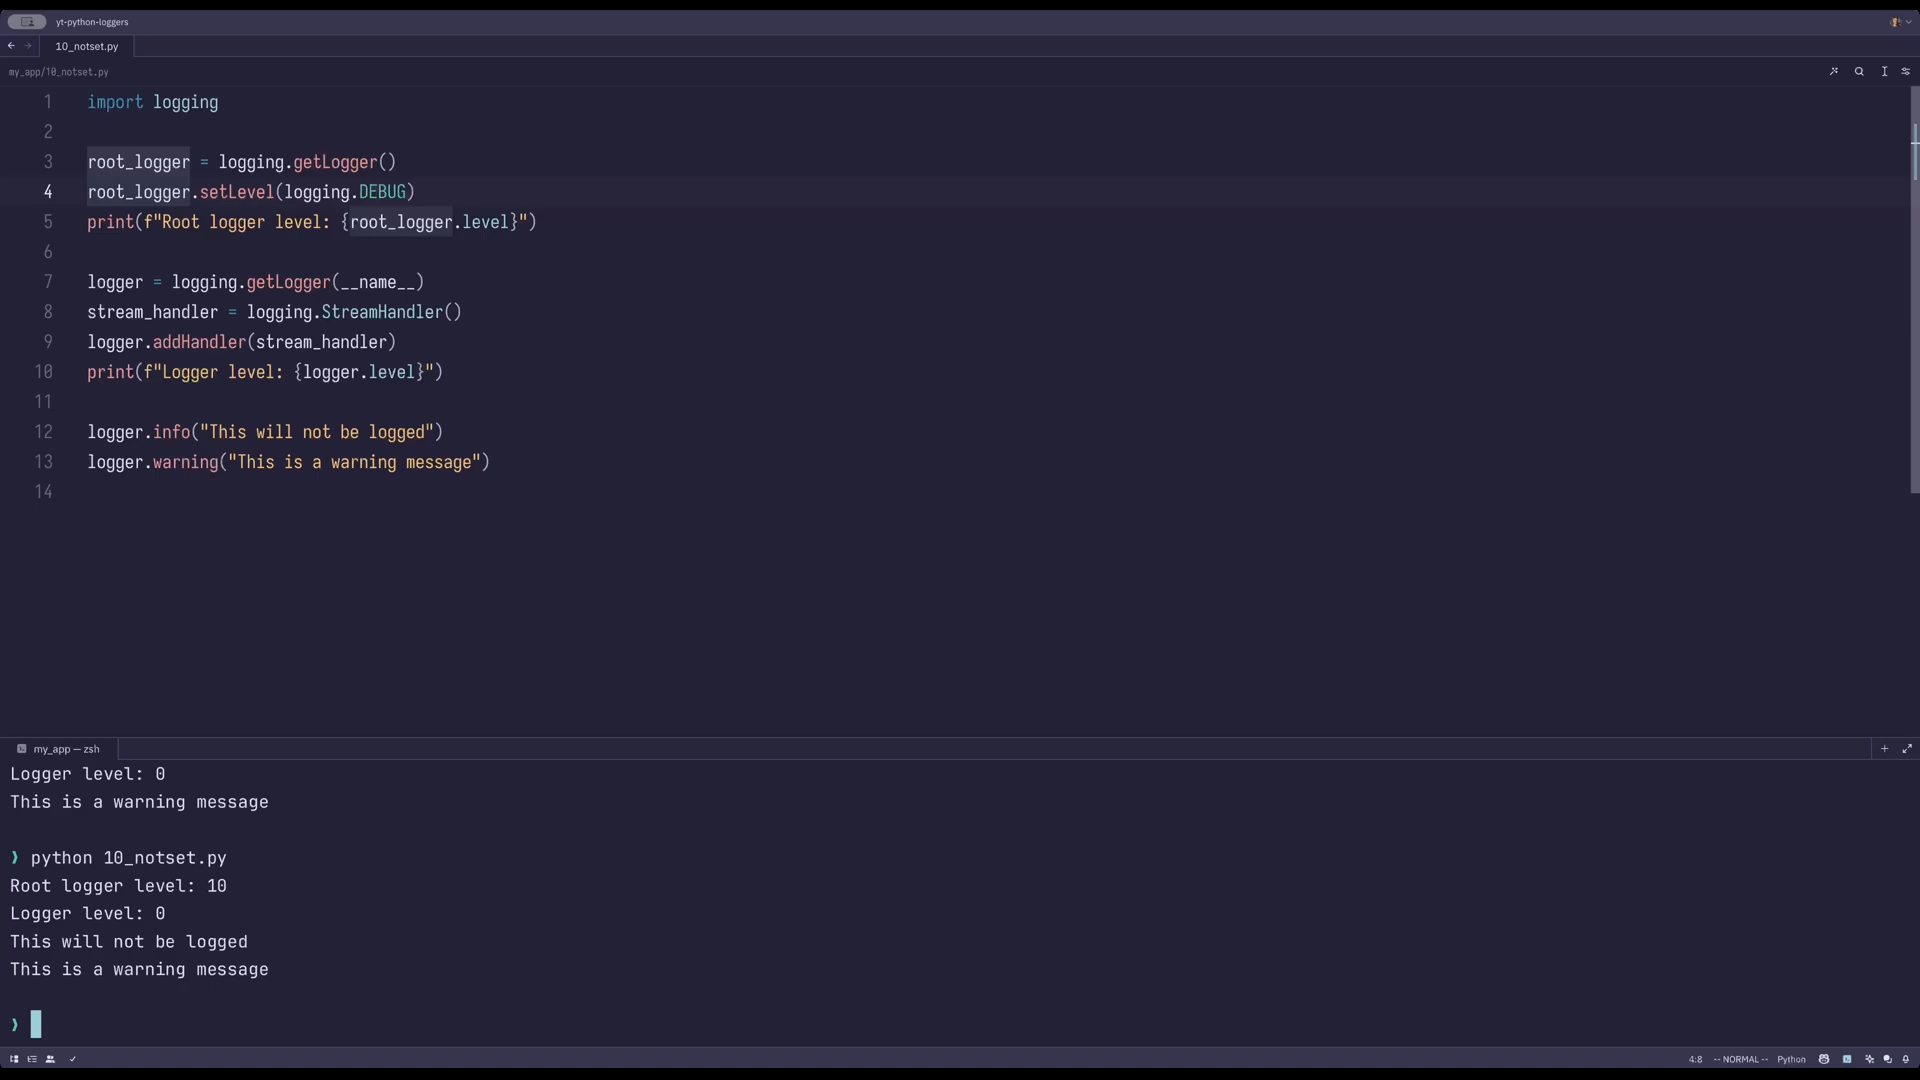 yt-python-loggers
10_notset.py
my_app/10_notset.py
1 import logging
2
3 root_logger = logging.getLogger()
4 root_logger.setLevel(logging.DEBUG)
5 print(f"Root logger level: {root_logger.level}")
6
7 logger = logging.getLogger(__name__)
8 stream_handler = logging.StreamHandler()
9 logger.addHandler(stream_handler)
10 print(f"Logger level: {logger.level}")
11
12 logger.info("This will not be logged")
13 logger.warning("This is a warning message")
14
my_app — zsh
Logger level: 0
This is a warning message
❯ python 10_notset.py
Root logger level: 10
Logger level: 0
This will not be logged
This is a warning message
❯
4:8 -- NORMAL -- Python